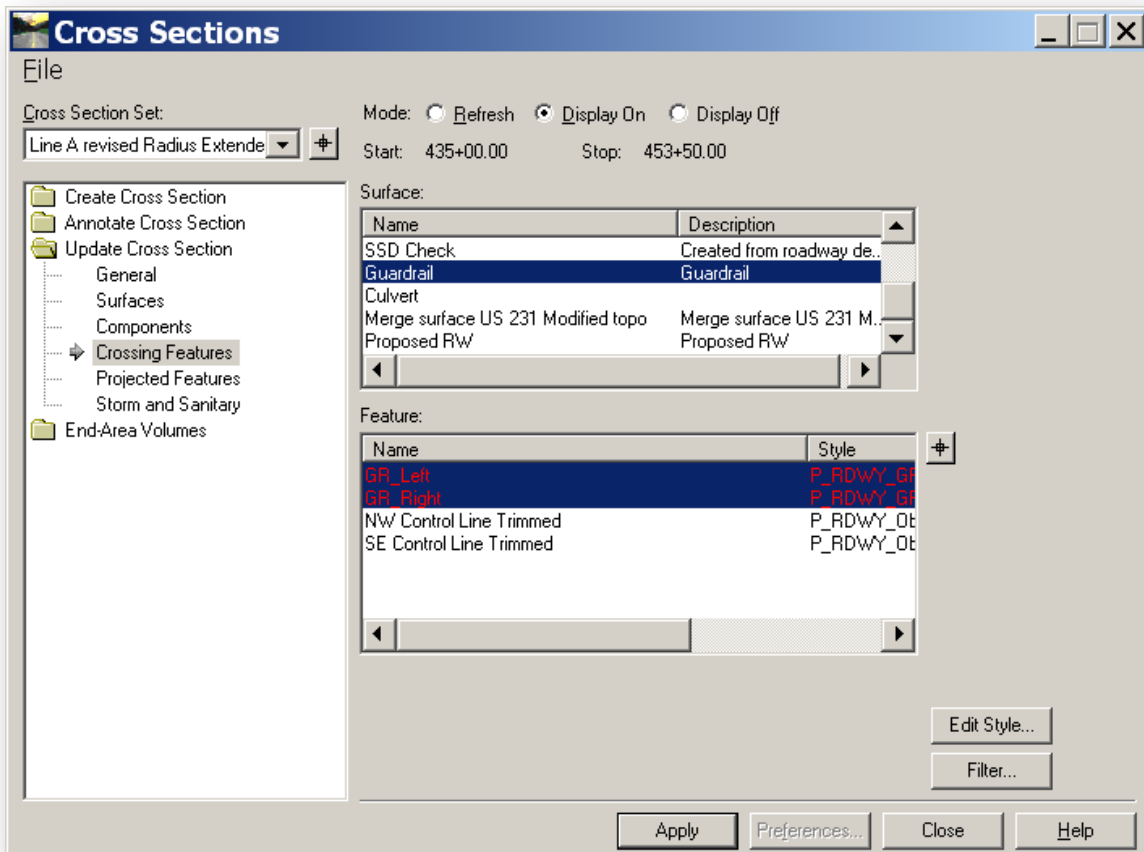 Cross Sections
File
Cross Section Set:
Line A revised Radius Extende
Mode: Refresh Display On Display Off
Start: 435+00.00 Stop: 453+50.00
Create Cross Section
Annotate Cross Section
Update Cross Section
General
Surfaces
Components
Crossing Features
Projected Features
Storm and Sanitary
End-Area Volumes
Surface:
Name Description
SSD Check Created from roadway de..
Guardrail Guardrail
Culvert
Merge surface US 231 Modified topo Merge surface US 231 M..
Proposed RW Proposed RW
Feature:
Name Style
GR_Left P_RDWY_GR
GR_Right P_RDWY_GR
NW Control Line Trimmed P_RDWY_Ob
SE Control Line Trimmed P_RDWY_Ob
Edit Style...
Filter...
Apply Preferences... Close Help